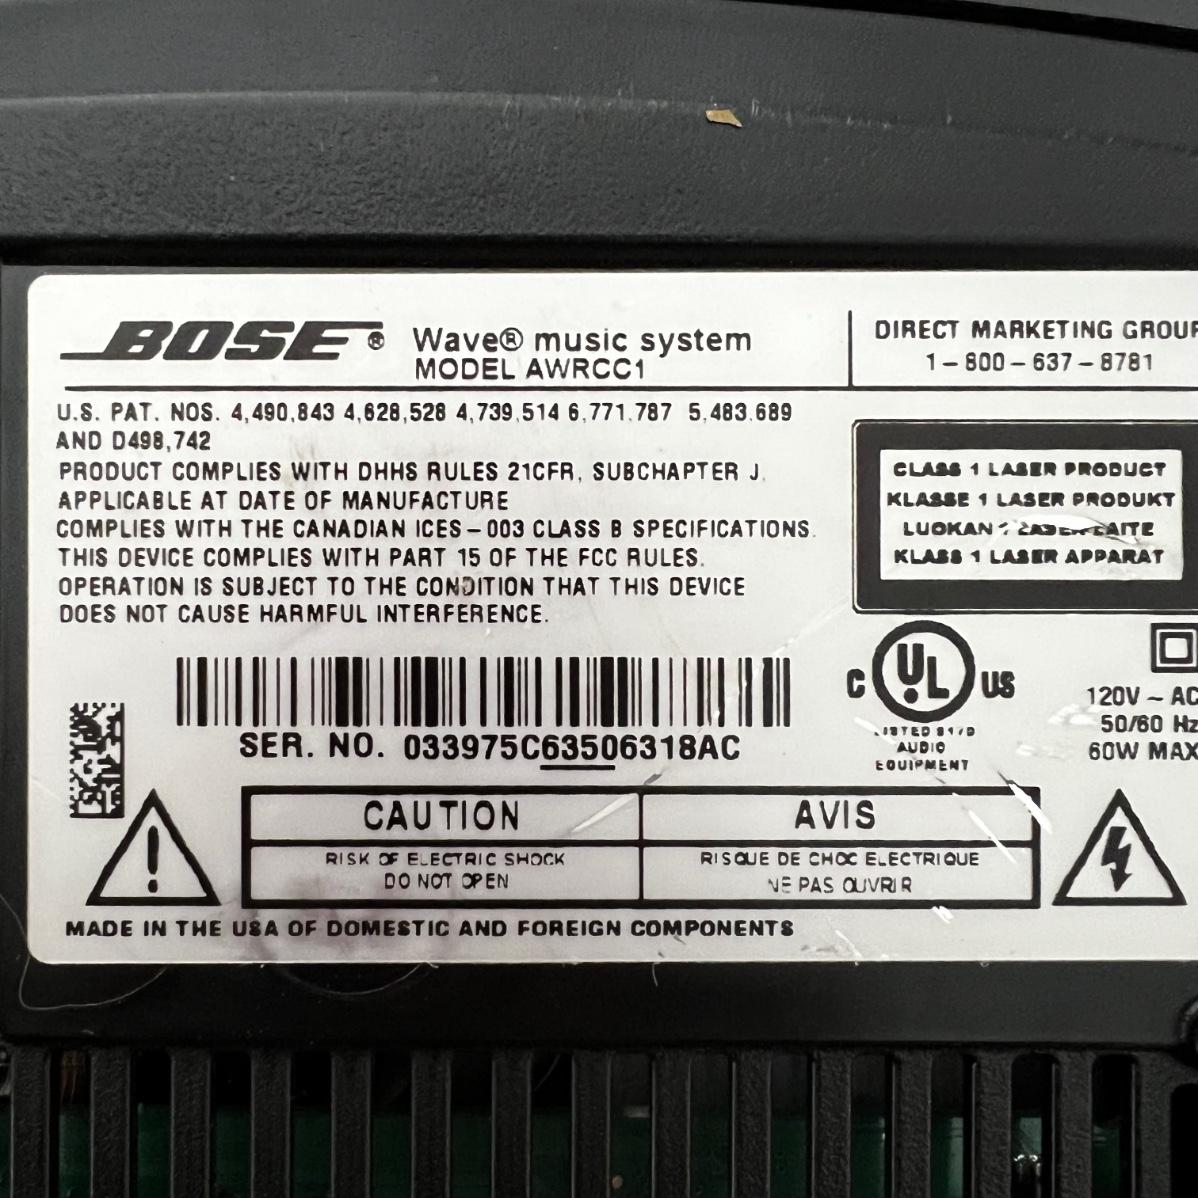 BOSE® Wave® music system
MODEL AWRCC1
DIRECT MARKETING GROUP
1-800-637-8781
U.S. PAT. NOS. 4,490,843 4,628,528 4,739,514 6,771,787 5,483,689
AND D498,742
PRODUCT COMPLIES WITH DHHS RULES 21CFR, SUBCHAPTER J,
APPLICABLE AT DATE OF MANUFACTURE
COMPLIES WITH THE CANADIAN ICES-003 CLASS B SPECIFICATIONS.
THIS DEVICE COMPLIES WITH PART 15 OF THE FCC RULES.
OPERATION IS SUBJECT TO THE CONDITION THAT THIS DEVICE
DOES NOT CAUSE HARMFUL INTERFERENCE.
CLASS 1 LASER PRODUCT
KLASSE 1 LASER PRODUKT
LUOKAN 1
KLASS 1 LASER APPARAT
SER. NO. 033975C63506318AC
C UL US
LISTED
AUDIO
EQUIPMENT
120V ~ AC
50/60 Hz
60W MAX
CAUTION
RISK OF ELECTRIC SHOCK
DO NOT OPEN
AVIS
RISQUE DE CHOC ELECTRIQUE
NE PAS OUVRIR
MADE IN THE USA OF DOMESTIC AND FOREIGN COMPONENTS